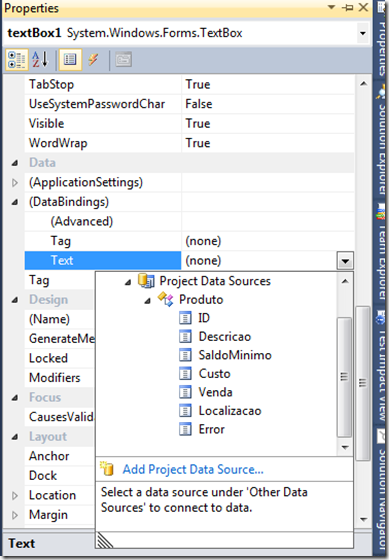 Properties
textBox1 System.Windows.Forms.TextBox
TabStop True
UseSystemPasswordChar False
Visible True
WordWrap True
Data
(ApplicationSettings)
(DataBindings)
(Advanced)
Tag (none)
Text (none)
Tag
Design
(Name)
GenerateMe
Locked
Modifiers
Focus
CausesValida
Layout
Anchor
Dock
Location
Margin
Project Data Sources
Produto
ID
Descricao
SaldoMinimo
Custo
Venda
Localizacao
Error
Add Project Data Source...
Select a data source under 'Other Data
Sources' to connect to data.
Text
Properties
Solution Explorer
Team Explorer
Test Impact View
Solution Navigator